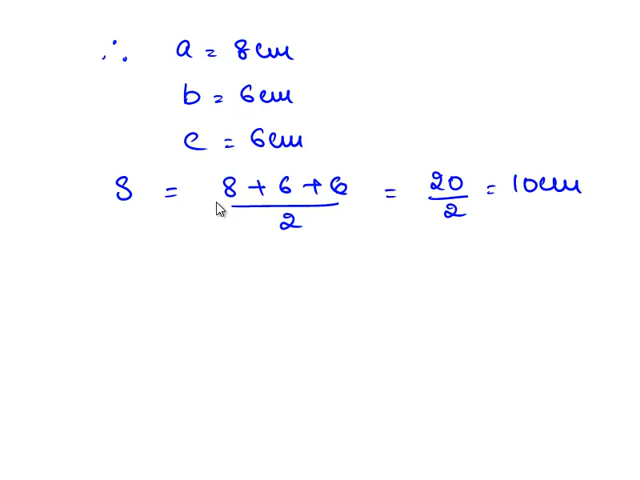 ∴ a = 8cm
b = 6cm
c = 6cm
S = 8 + 6 + 6 / 2 = 20 / 2 = 10cm